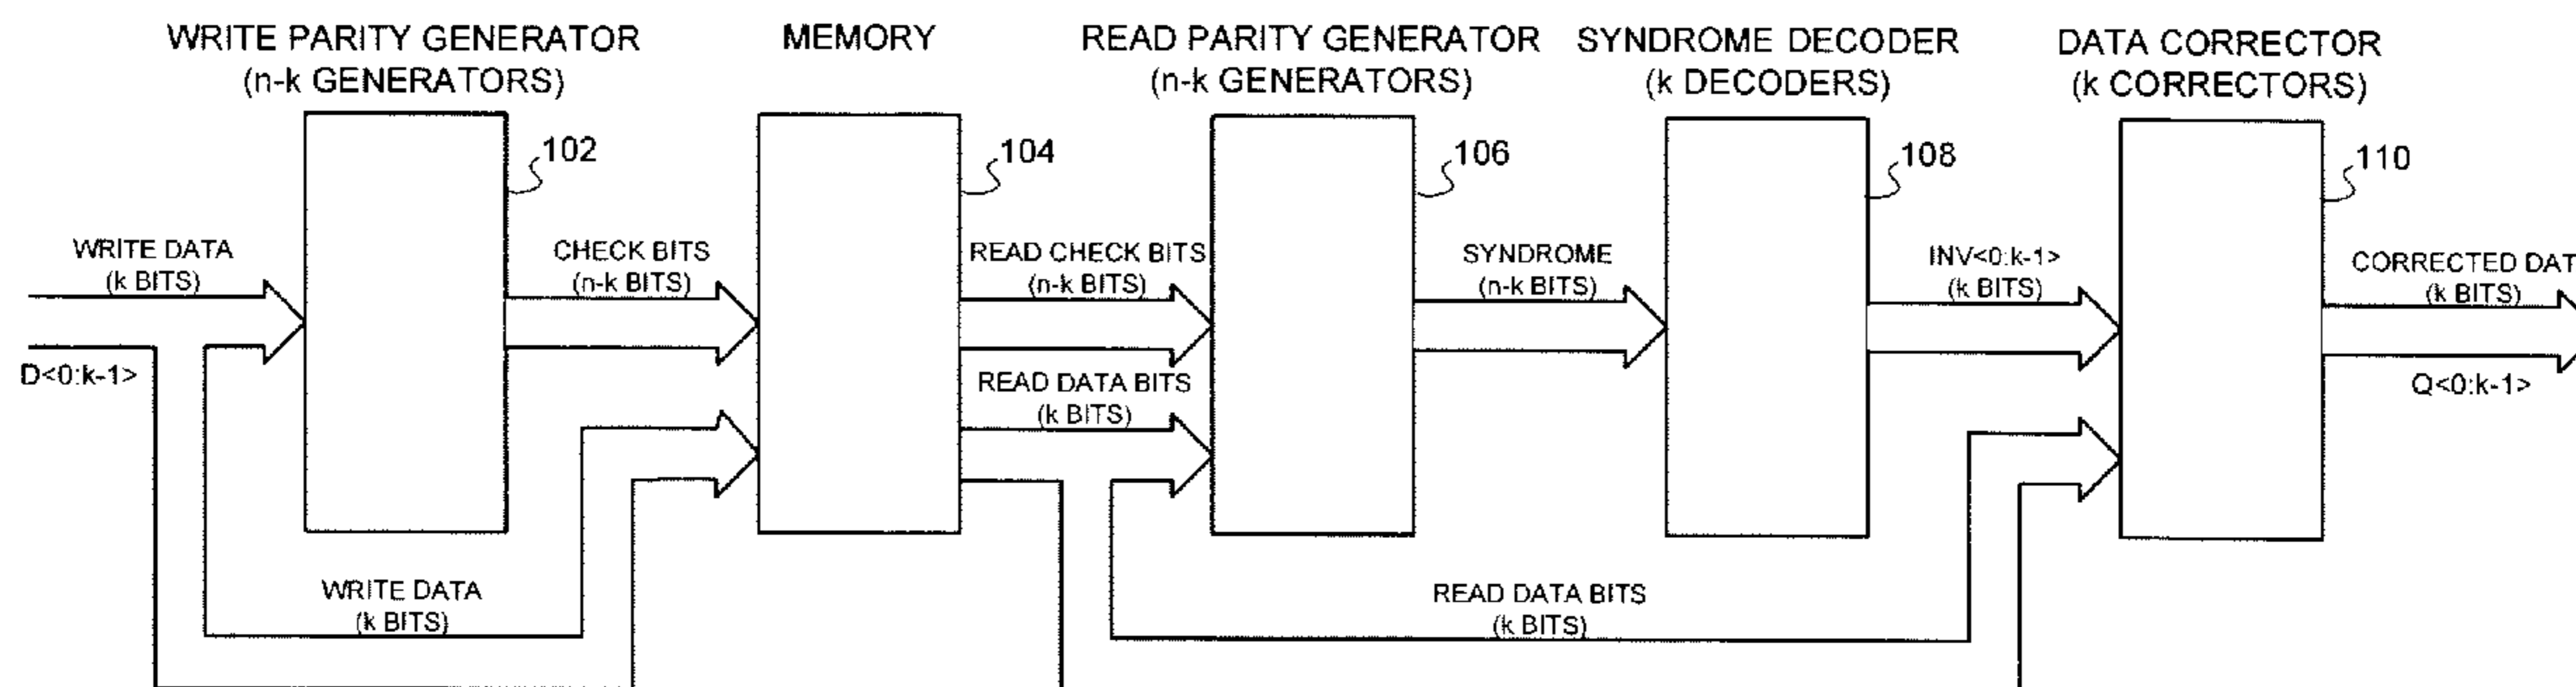 WRITE PARITY GENERATOR
(n-k GENERATORS)
MEMORY
READ PARITY GENERATOR
(n-k GENERATORS)
SYNDROME DECODER
(k DECODERS)
DATA CORRECTOR
(k CORRECTORS)
102
104
106
108
110
WRITE DATA
(k BITS)
D<0:k-1>
CHECK BITS
(n-k BITS)
READ CHECK BITS
(n-k BITS)
READ DATA BITS
(k BITS)
SYNDROME
(n-k BITS)
INV<0:k-1>
(k BITS)
CORRECTED DAT
(k BITS)
Q<0:k-1>
WRITE DATA
(k BITS)
READ DATA BITS
(k BITS)